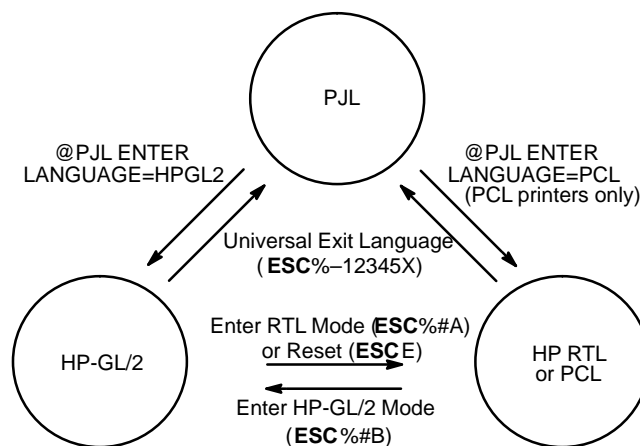 PJL
@PJL ENTER
LANGUAGE=HPGL2
@PJL ENTER
LANGUAGE=PCL
(PCL printers only)
Universal Exit Language
(ESC%–12345X)
HP-GL/2
Enter RTL Mode (ESC%#A)
or Reset (ESCE)
Enter HP-GL/2 Mode
(ESC%#B)
HP RTL
or PCL